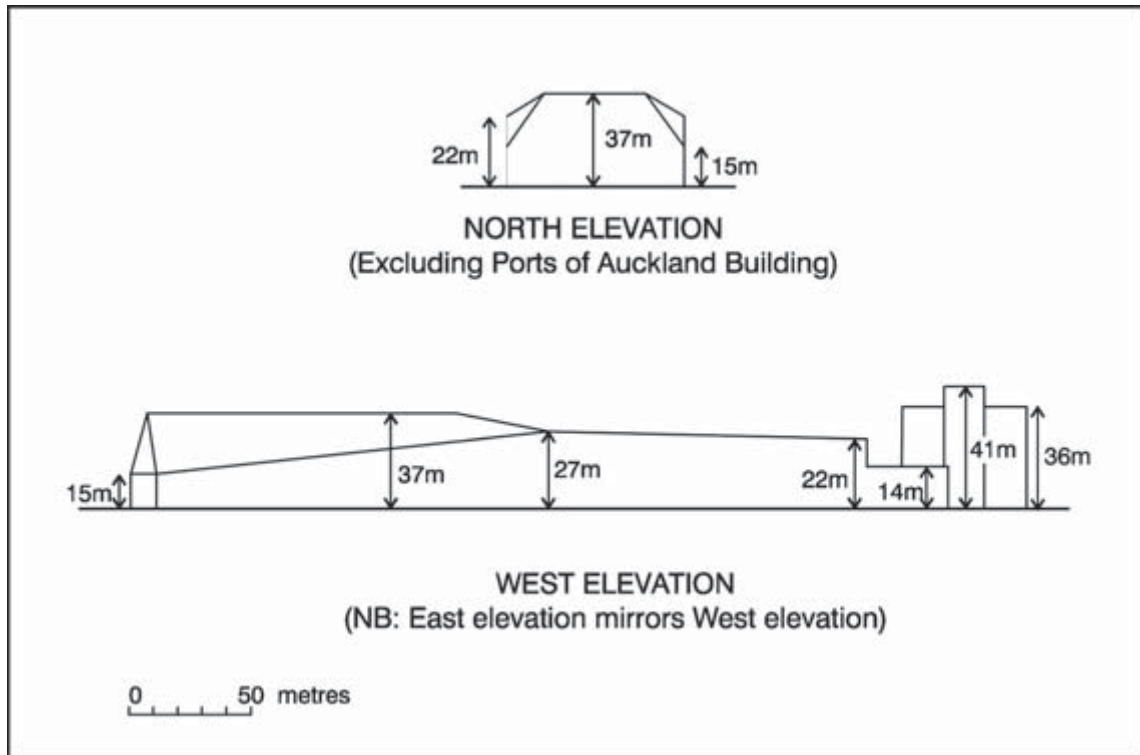 22m
37m
15m
NORTH ELEVATION
(Excluding Ports of Auckland Building)
15m
37m
27m
22m
14m
41m
36m
WEST ELEVATION
(NB: East elevation mirrors West elevation)
0 50 metres